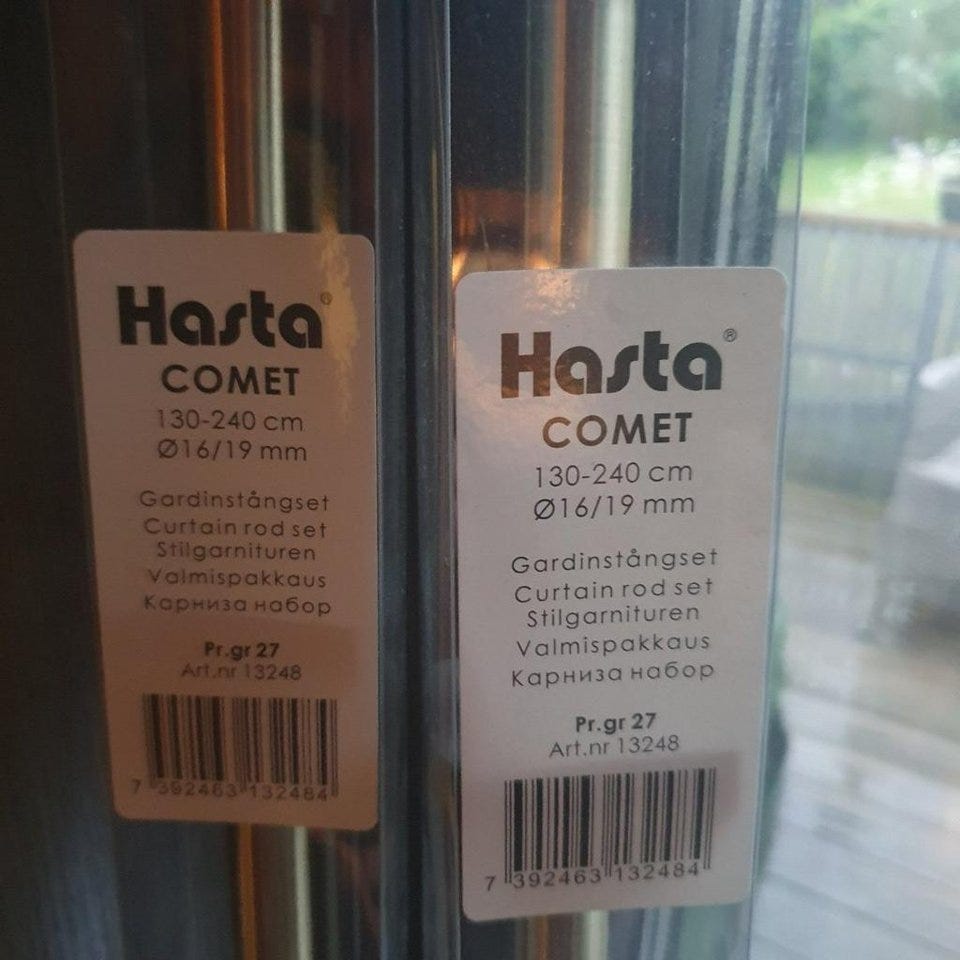 Hasta®
COMET
130-240 cm
Ø16/19 mm
Gardinstångset
Curtain rod set
Stilgarnituren
Valmispakkaus
Карниза набор
Pr.gr 27
Art.nr 13248
7 392463 132484
Hasta®
COMET
130-240 cm
Ø16/19 mm
Gardinstångset
Curtain rod set
Stilgarnituren
Valmispakkaus
Карниза набор
Pr.gr 27
Art.nr 13248
7 392463 132484